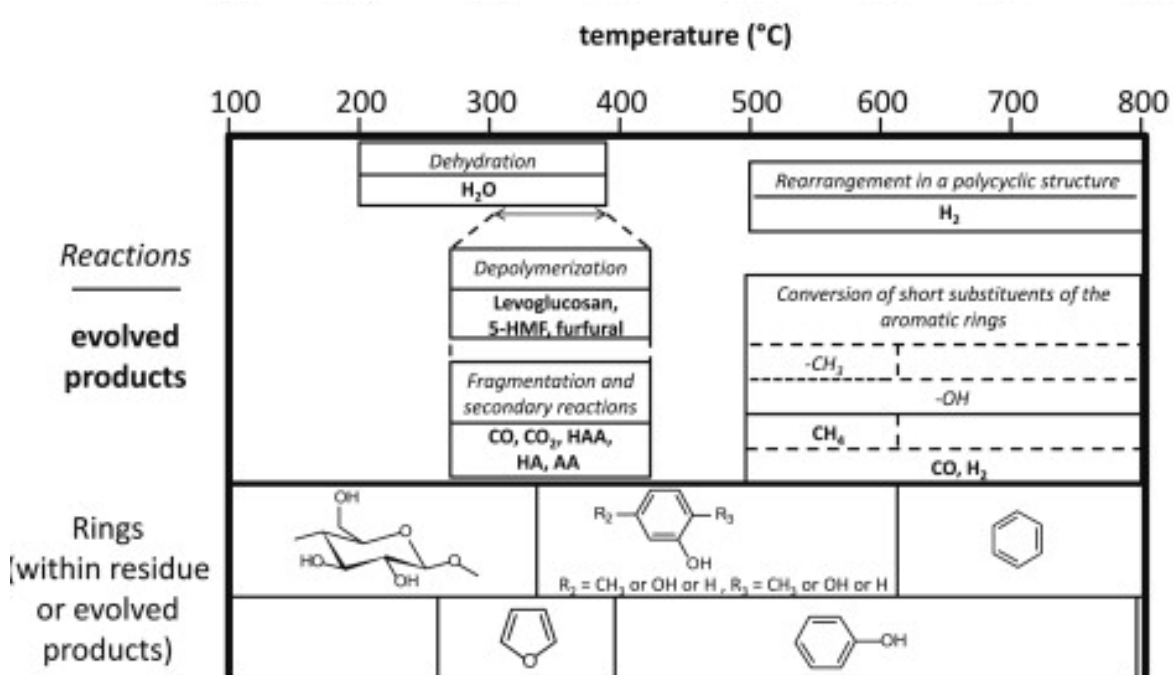 temperature (°C)
100 200 300 400 500 600 700 800
Dehydration
H₂O
Rearrangement in a polycyclic structure
H₂
Reactions
evolved
products
Depolymerization
Levoglucosan,
5-HMF, furfural
Fragmentation and
secondary reactions
CO, CO₂, HAA,
HA, AA
Conversion of short substituents of the
aromatic rings
-CH₃
-OH
CH₄
CO, H₂
Rings
(within residue
or evolved
products)
OH
O
HO
O
OH
R₂
R₃
OH
R₂ = CH₃ or OH or H , R₃ = CH₃ or OH or H
O
OH